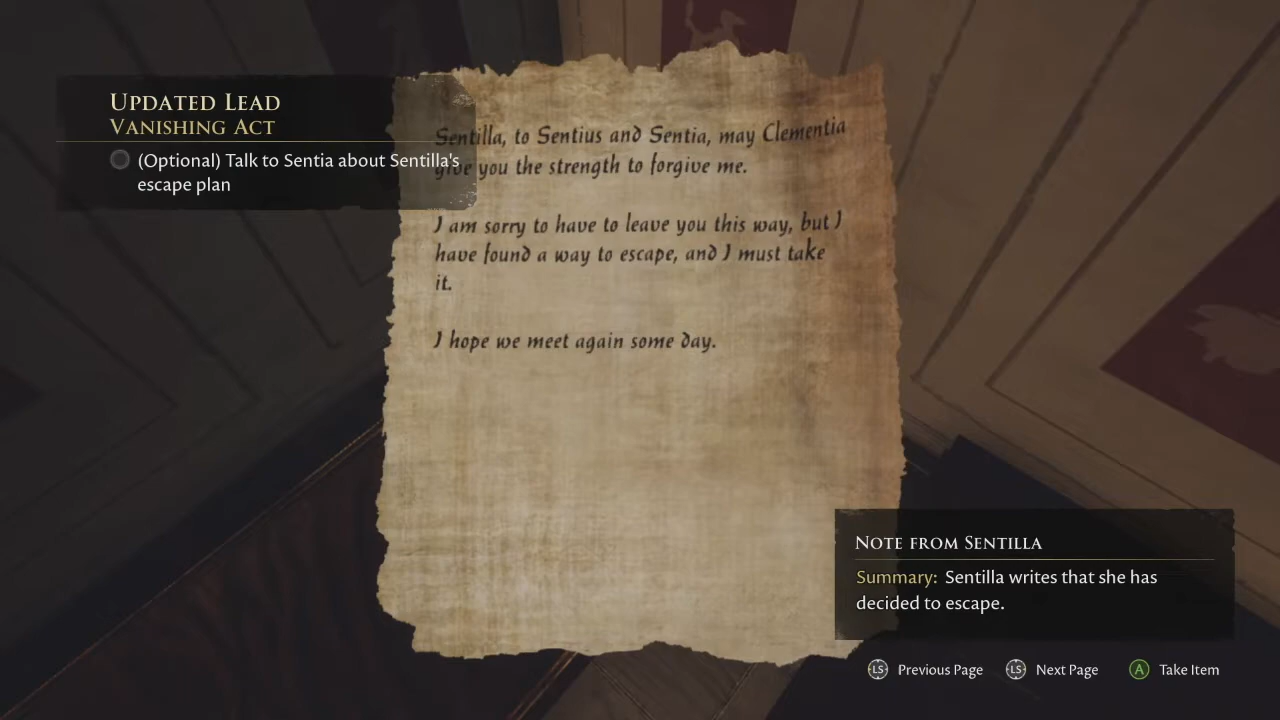 UPDATED LEAD
VANISHING ACT
(Optional) Talk to Sentia about Sentilla's
escape plan
Sentilla, to Sentius and Sentia, may Clementia
give you the strength to forgive me.
I am sorry to have to leave you this way, but I
have found a way to escape, and I must take
it.
I hope we meet again some day.
NOTE FROM SENTILLA
Summary: Sentilla writes that she has
decided to escape.
LS Previous Page LS Next Page A Take Item